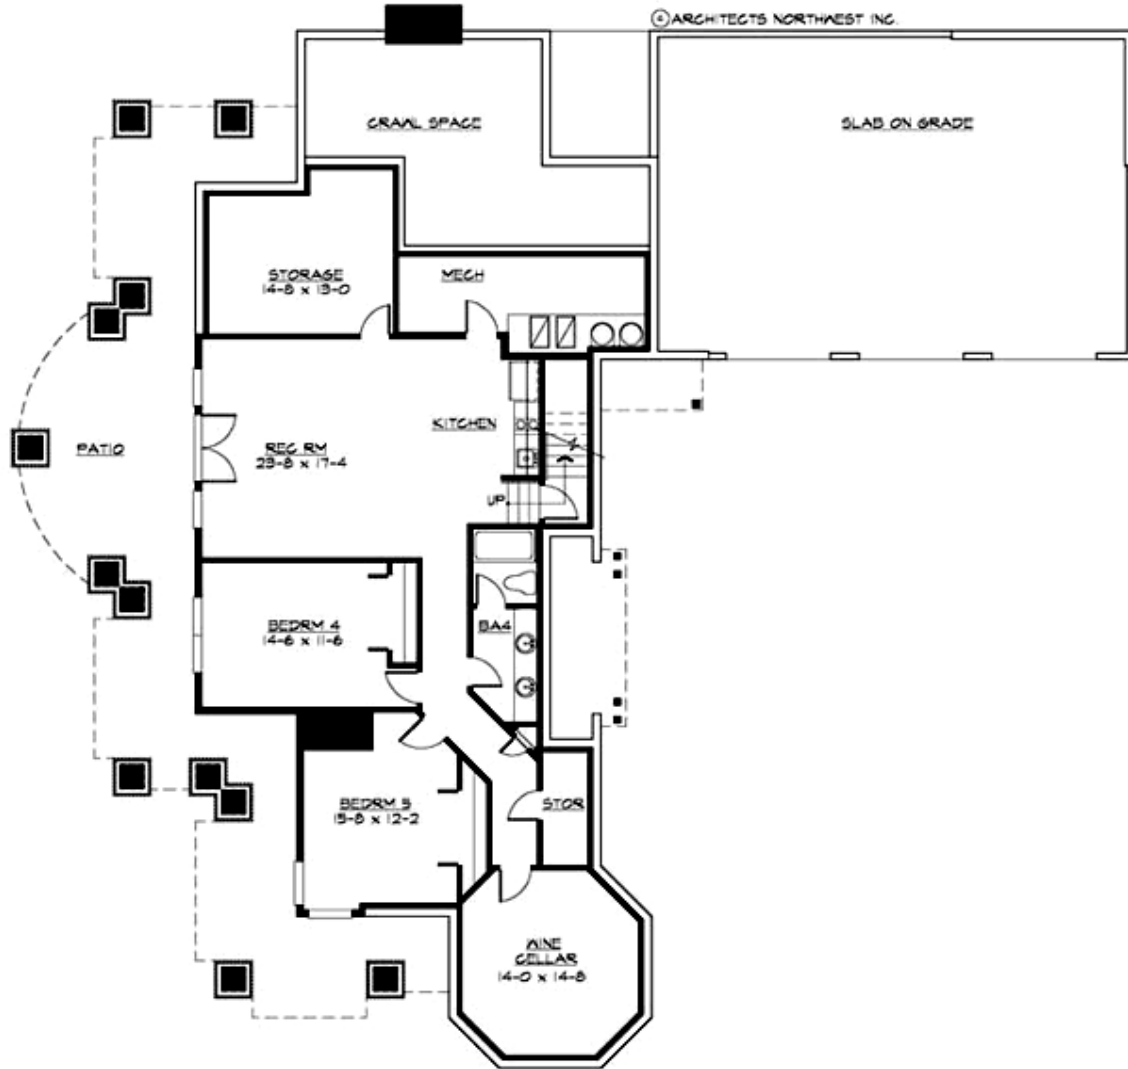 © ARCHITECTS NORTHWEST INC.
CRAWL SPACE
SLAB ON GRADE
STORAGE
14-8 x 13-0
MECH
KITCHEN
REC RM
23-8 x 17-4
PATIO
UP
BEDRM 4
14-6 x 11-6
BA4
BEDRM 3
15-8 x 12-2
STOR
WINE
CELLAR
14-0 x 14-8